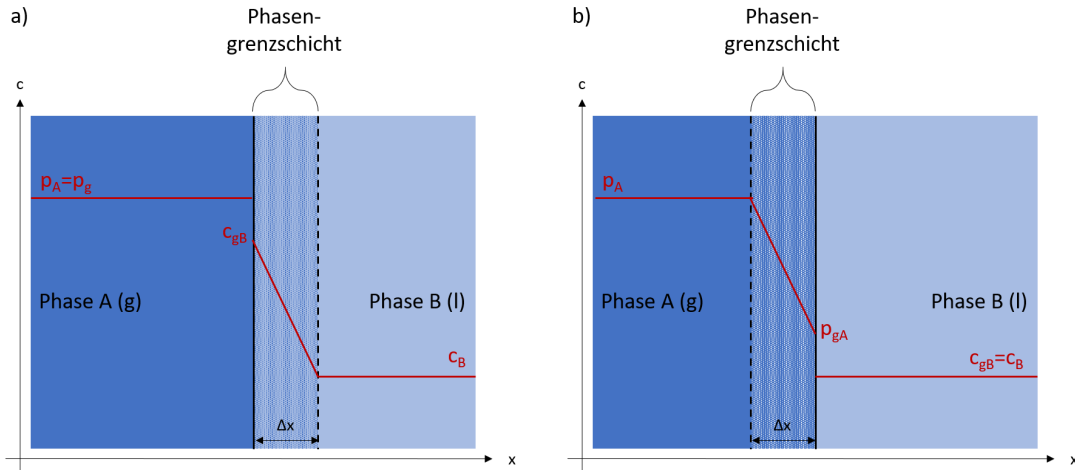 a)
Phasen-
grenzschicht
c
p_A=p_g
c_gB
Phase A (g)
Phase B (l)
c_B
Δx
x
b)
Phasen-
grenzschicht
c
p_A
Phase A (g)
Phase B (l)
p_gA
c_gB=c_B
Δx
x